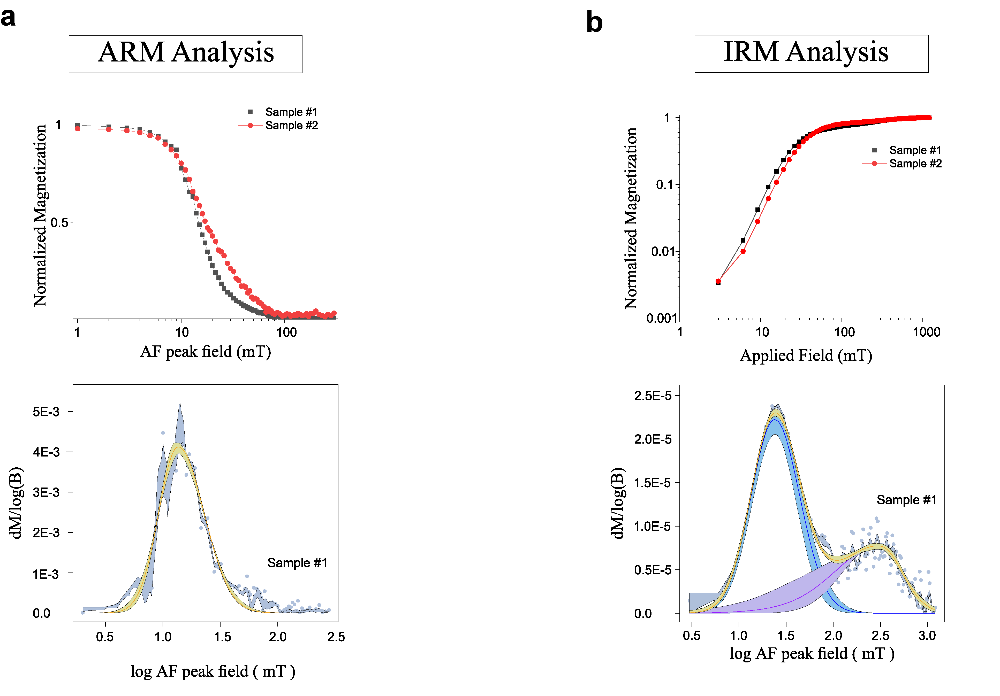 a
ARM Analysis
Sample #1
Sample #2
1
0.5
Normalized Magnetization
1 10 100
AF peak field (mT)
5E-3
4E-3
3E-3
2E-3
1E-3
0.0
dM/log(B)
Sample #1
0.5 1.0 1.5 2.0 2.5
log AF peak field ( mT )
b
IRM Analysis
1
0.1
0.01
0.001
Normalized Magnetization
Sample #1
Sample #2
1 10 100 1000
Applied Field (mT)
2.5E-5
2.0E-5
1.5E-5
1.0E-5
0.5E-5
0.0
dM/log(B)
Sample #1
0.5 1.0 1.5 2.0 2.5 3.0
log AF peak field ( mT )